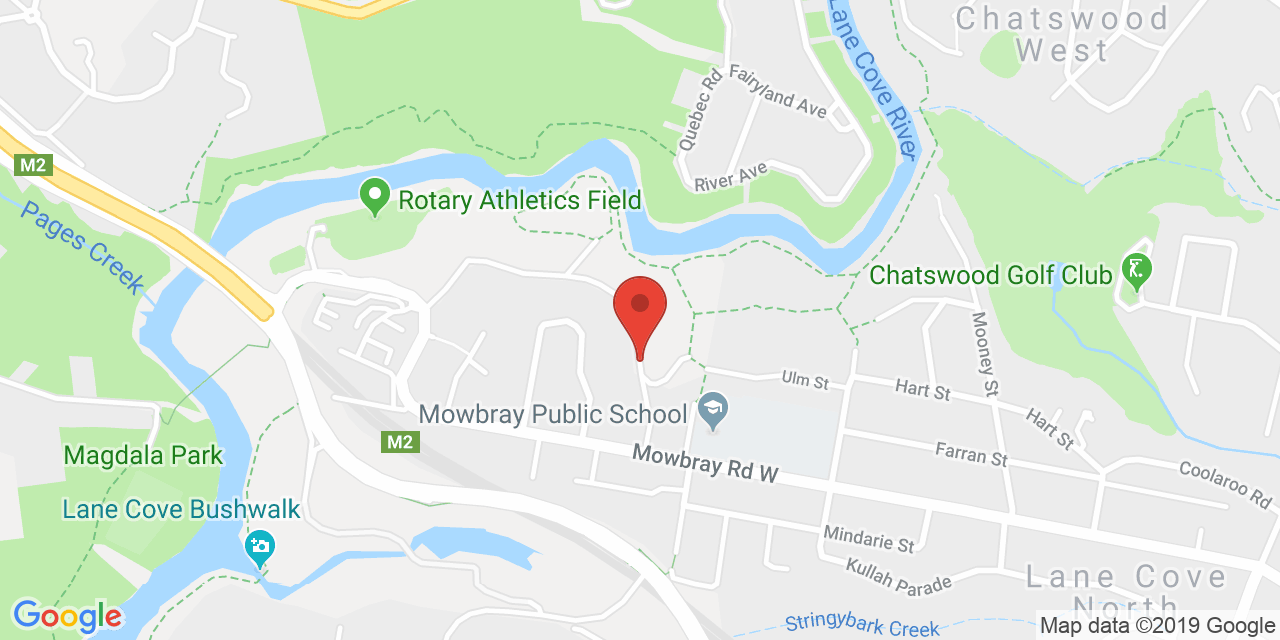 Chatswood
West
Lane Cove River
Fairyland Ave
Quebec Rd
River Ave
M2
Rotary Athletics Field
Pages Creek
Chatswood Golf Club
Mooney St
Ulm St
Hart St
Hart St
Mowbray Public School
M2
Magdala Park
Mowbray Rd W
Farran St
Coolaroo Rd
Lane Cove Bushwalk
Mindarie St
Kullah Parade
Lane Cove
North
Stringybark Creek
Google
Map data ©2019 Google